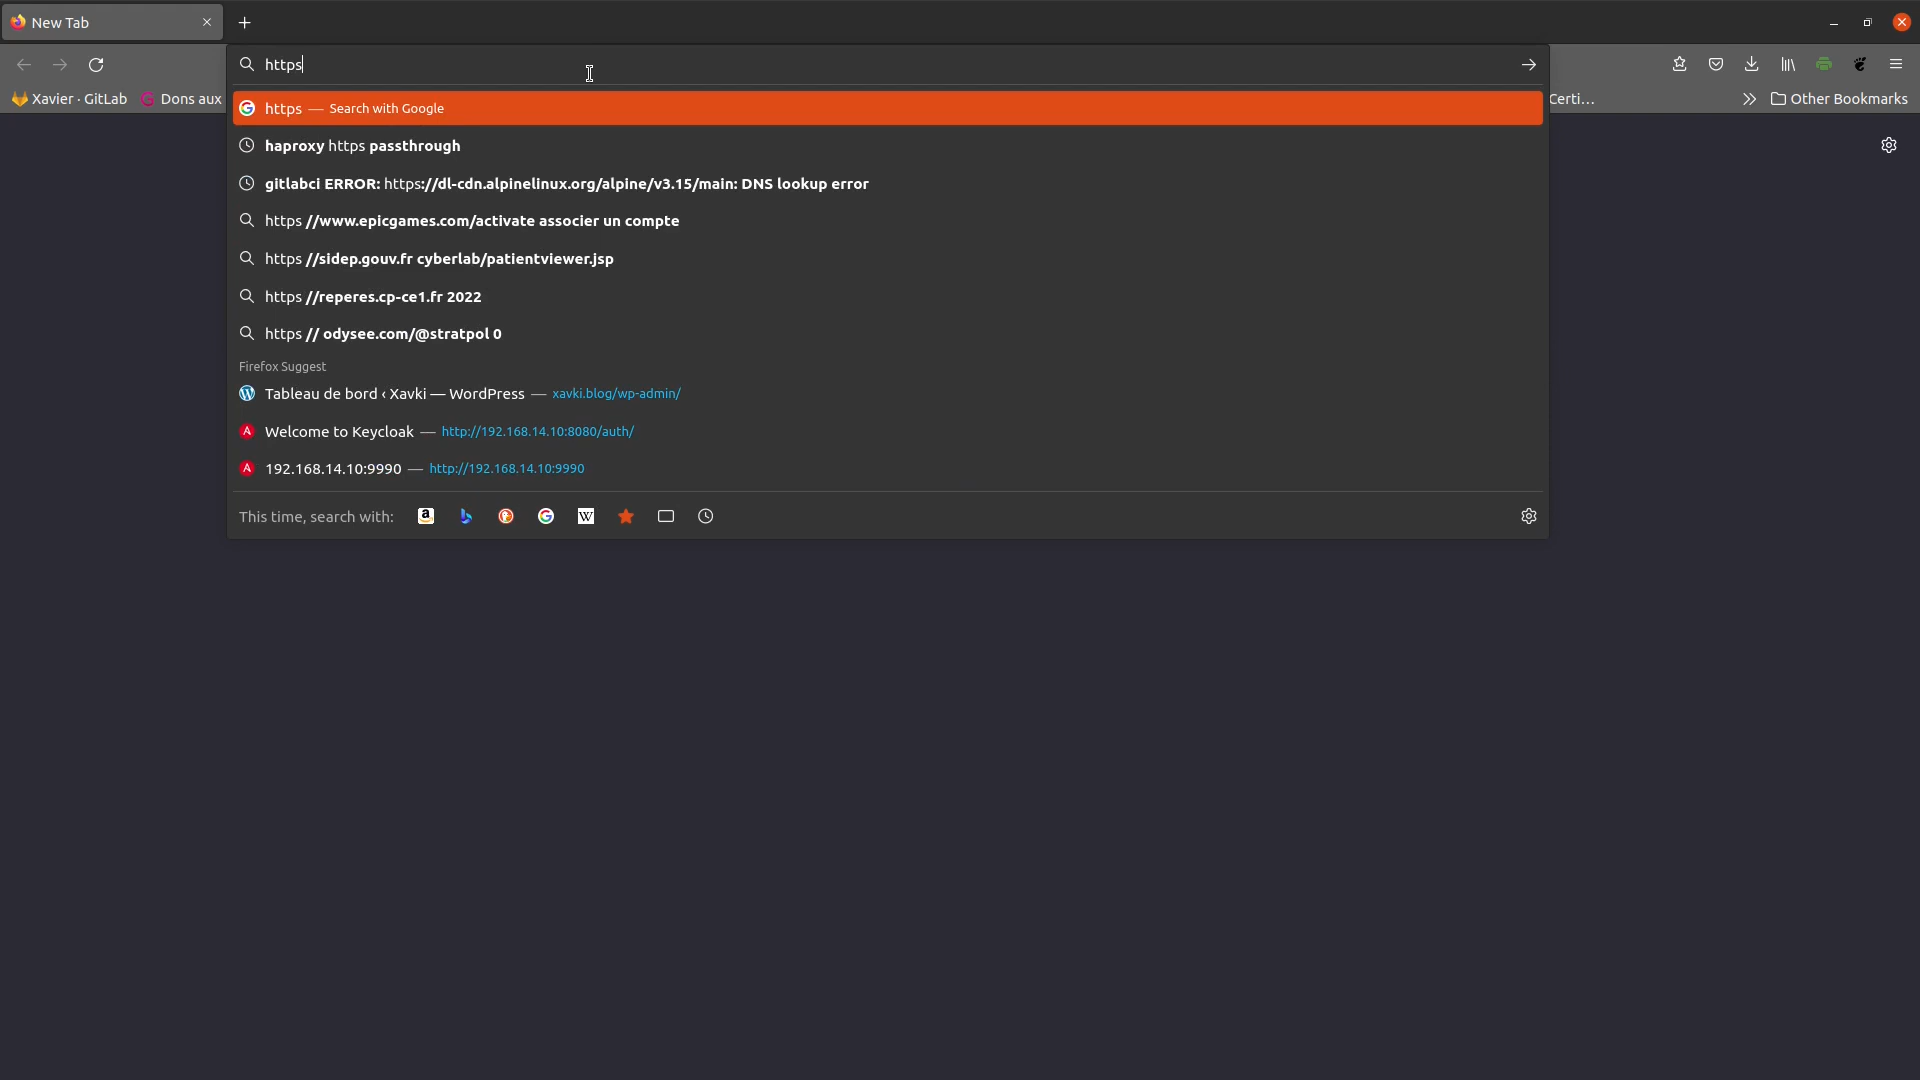 New Tab
https
Xavier · GitLab
Dons aux
Certi...
Other Bookmarks
https — Search with Google
haproxy https passthrough
gitlabci ERROR: https://dl-cdn.alpinelinux.org/alpine/v3.15/main: DNS lookup error
https //www.epicgames.com/activate associer un compte
https //sidep.gouv.fr cyberlab/patientviewer.jsp
https //reperes.cp-ce1.fr 2022
https // odysee.com/@stratpol 0
Firefox Suggest
Tableau de bord ‹ Xavki — WordPress — xavki.blog/wp-admin/
Welcome to Keycloak — http://192.168.14.10:8080/auth/
192.168.14.10:9990 — http://192.168.14.10:9990
This time, search with: